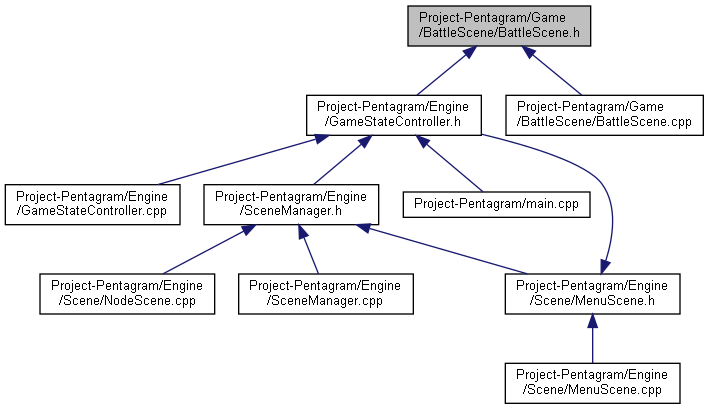 Project-Pentagram/Game
/BattleScene/BattleScene.h
Project-Pentagram/Engine
/GameStateController.h
Project-Pentagram/Game
/BattleScene/BattleScene.cpp
Project-Pentagram/Engine
/GameStateController.cpp
Project-Pentagram/Engine
/SceneManager.h
Project-Pentagram/main.cpp
Project-Pentagram/Engine
/Scene/NodeScene.cpp
Project-Pentagram/Engine
/SceneManager.cpp
Project-Pentagram/Engine
/Scene/MenuScene.h
Project-Pentagram/Engine
/Scene/MenuScene.cpp